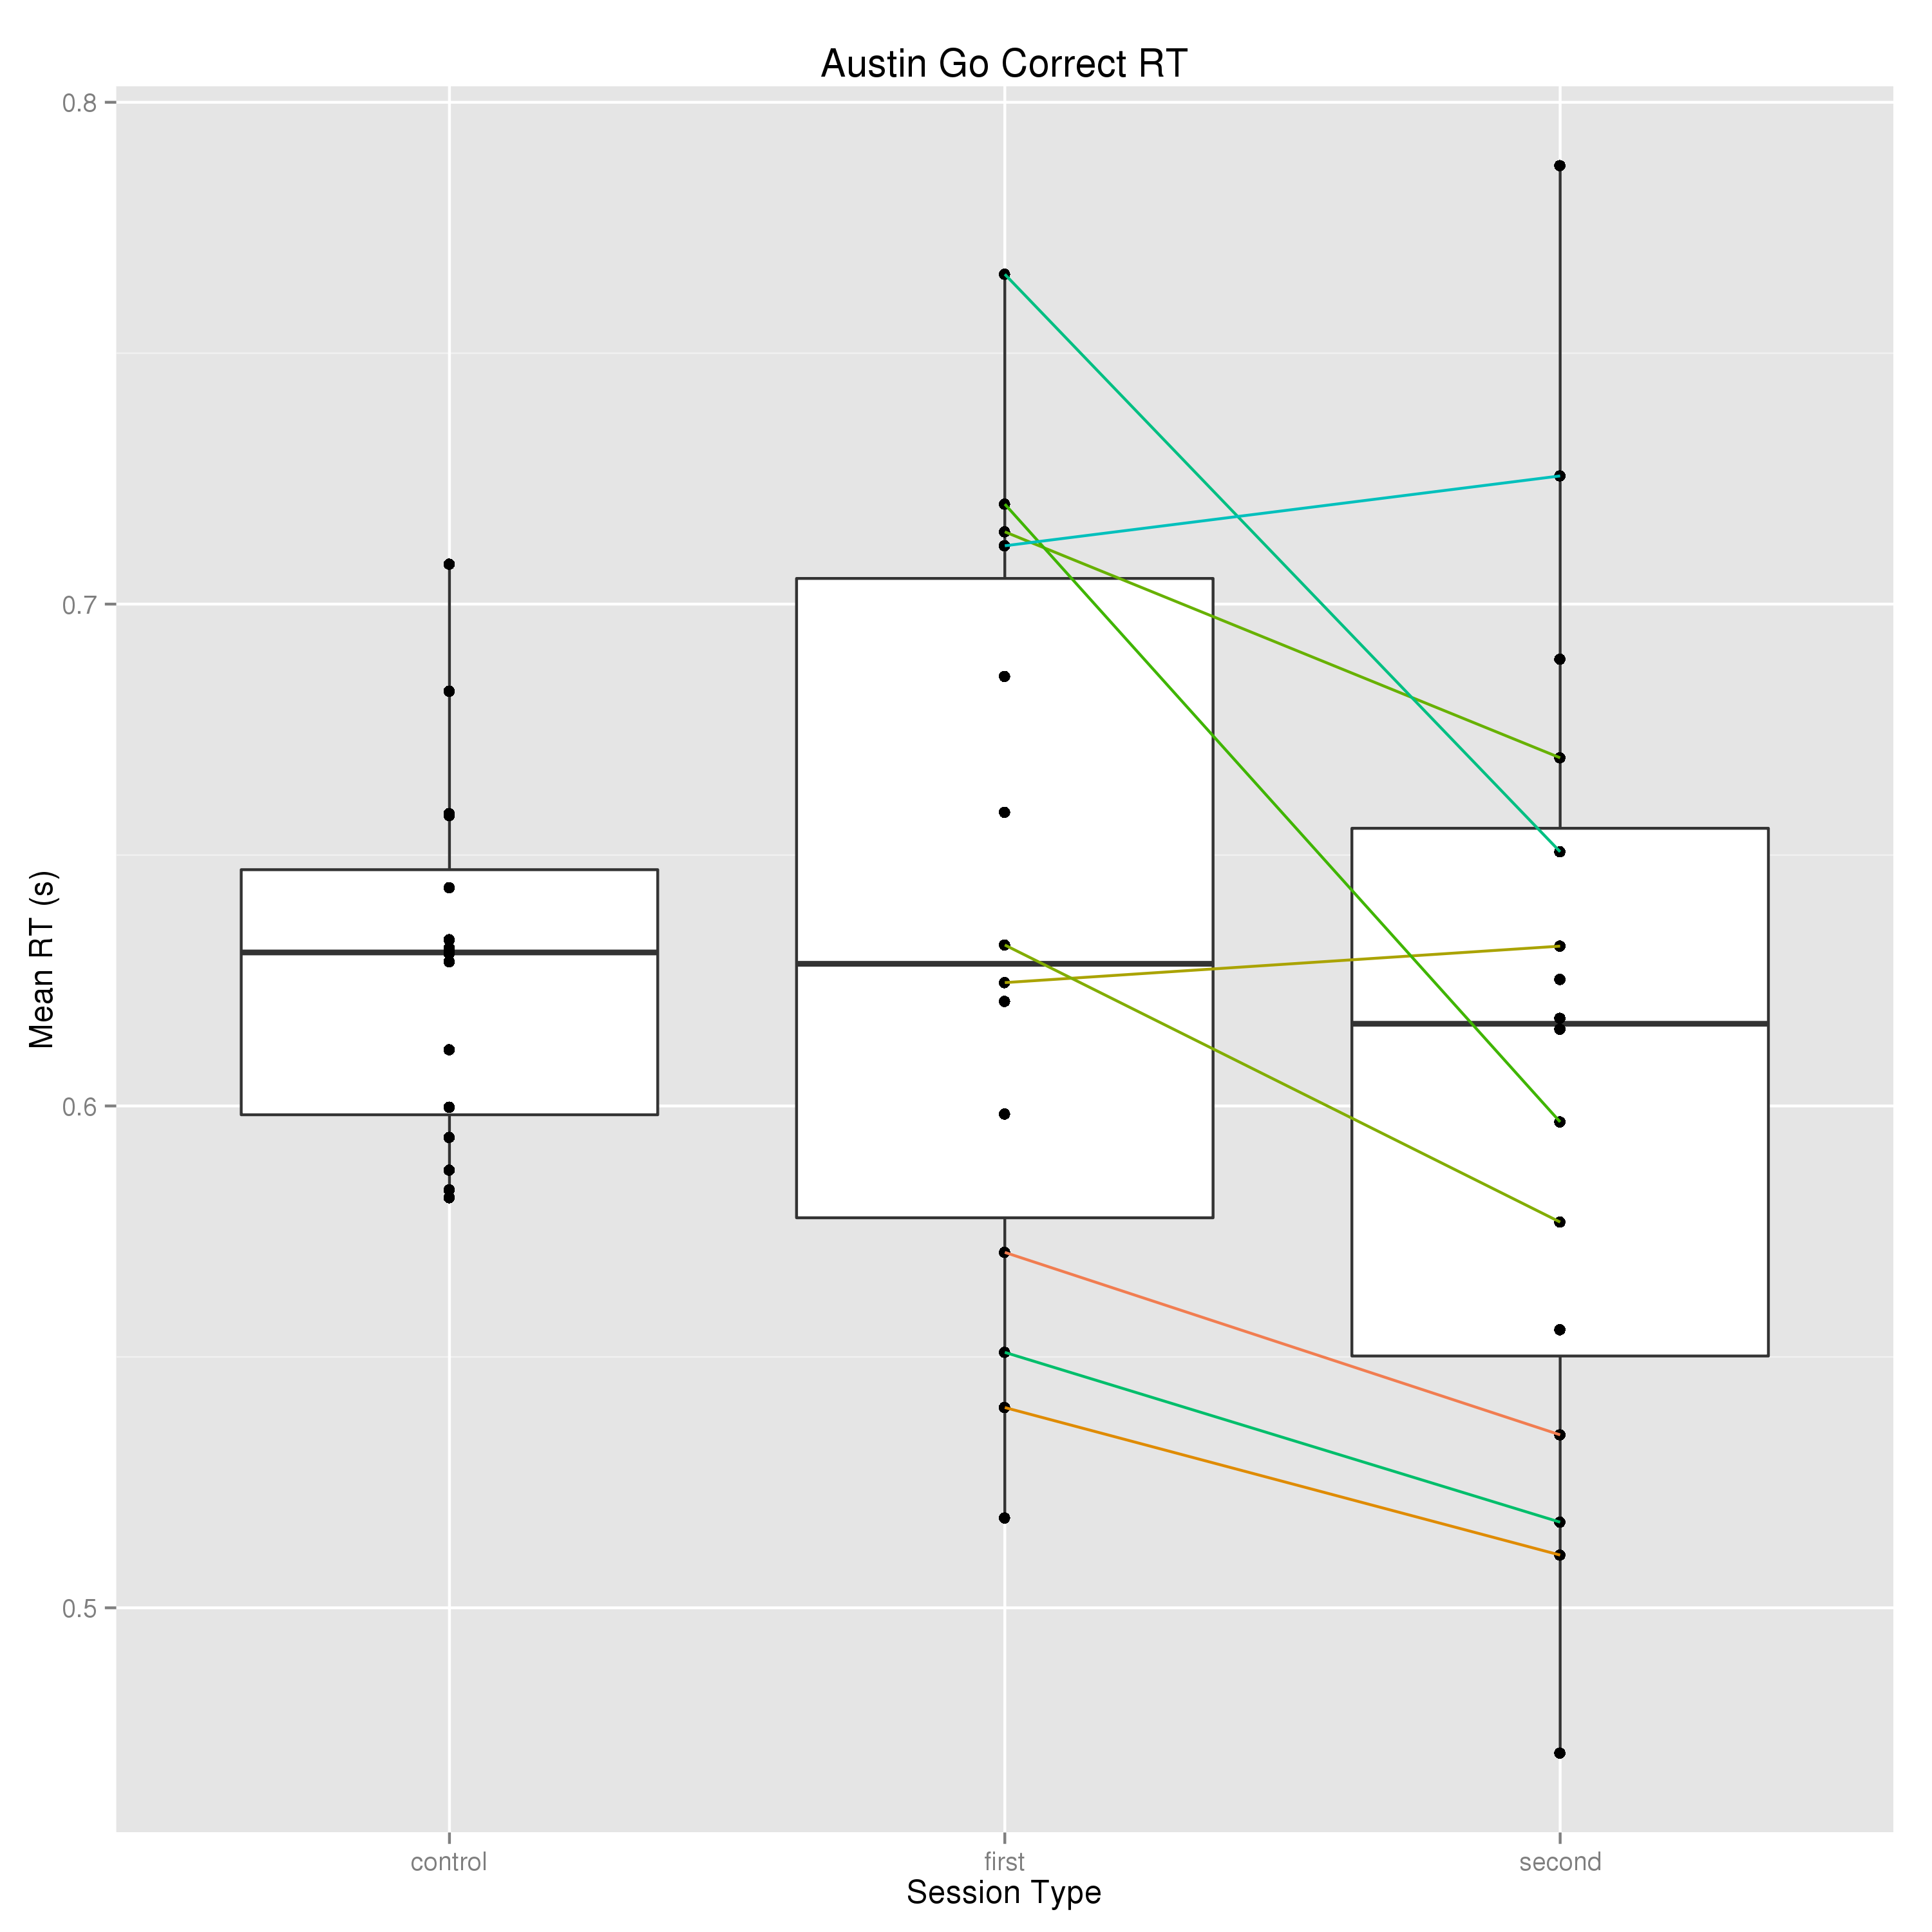 Austin Go Correct RT
0.8
0.7
0.6
0.5
Mean RT (s)
control first second
Session Type